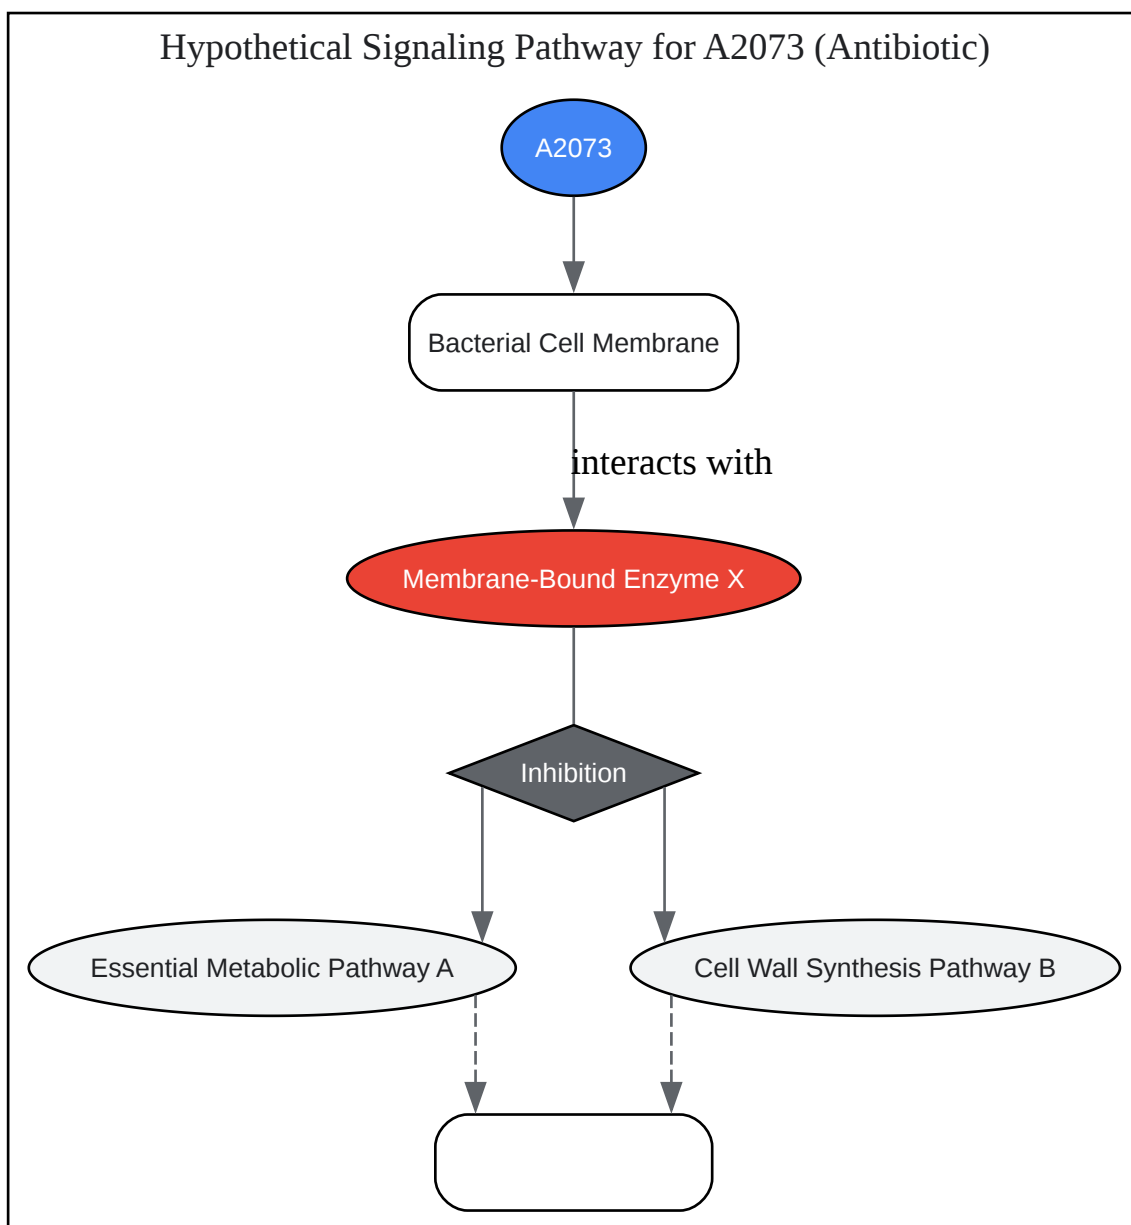 Hypothetical Signaling Pathway for A2073 (Antibiotic)
A2073
Bacterial Cell Membrane
interacts with
Membrane-Bound Enzyme X
Inhibition
Essential Metabolic Pathway A
Cell Wall Synthesis Pathway B